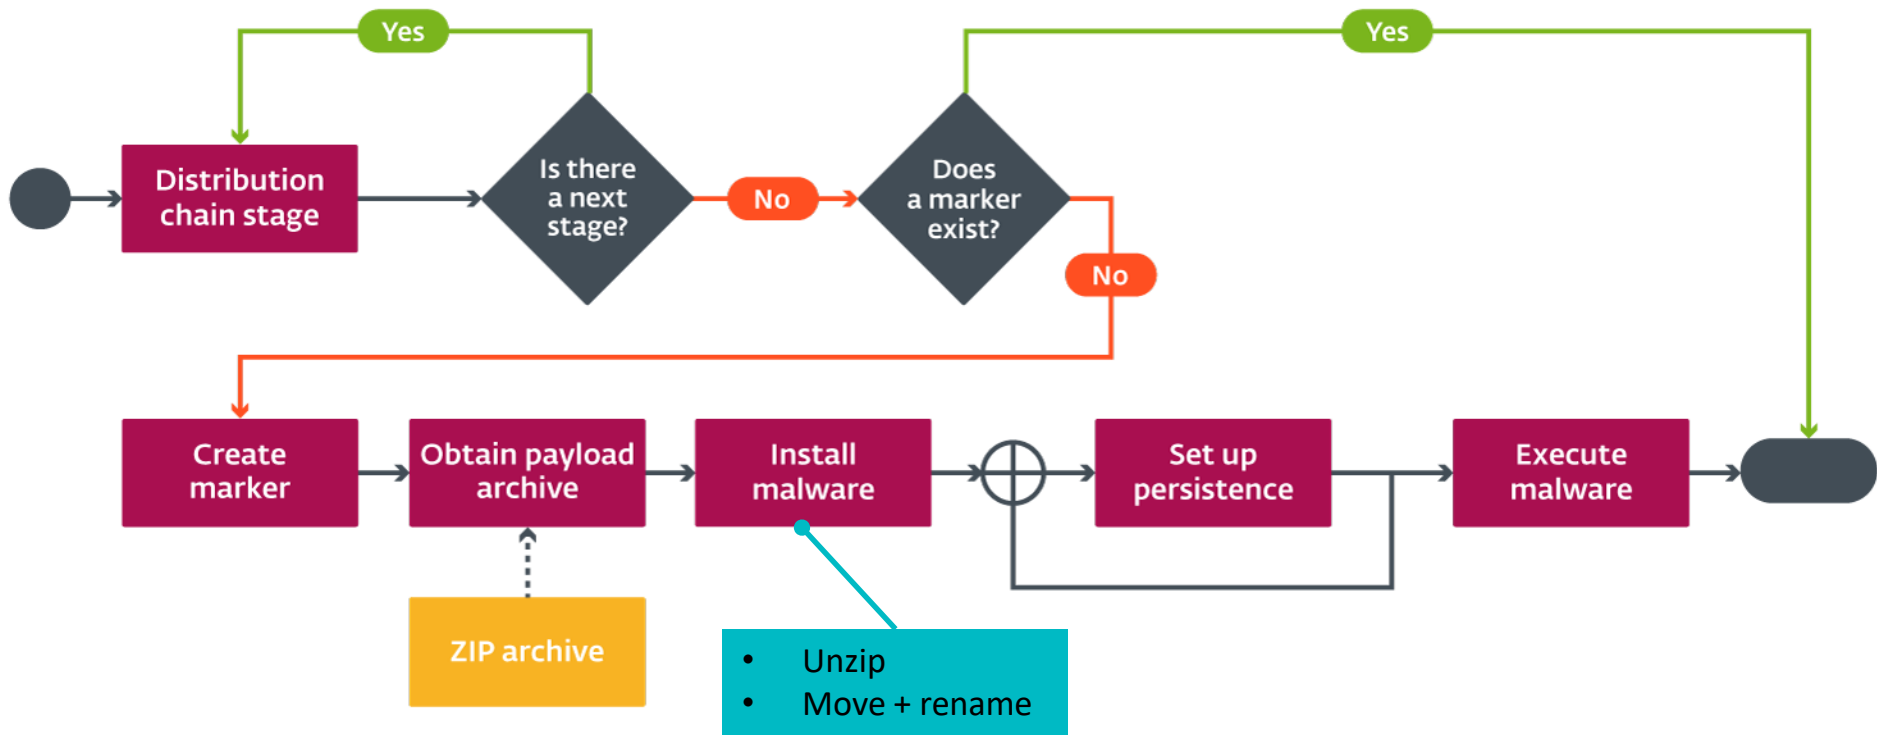 Yes
Yes
Distribution
chain stage
Is there
a next
stage?
No
Does
a marker
exist?
No
Create
marker
Obtain payload
archive
Install
malware
Set up
persistence
Execute
malware
ZIP archive
• Unzip
• Move + rename